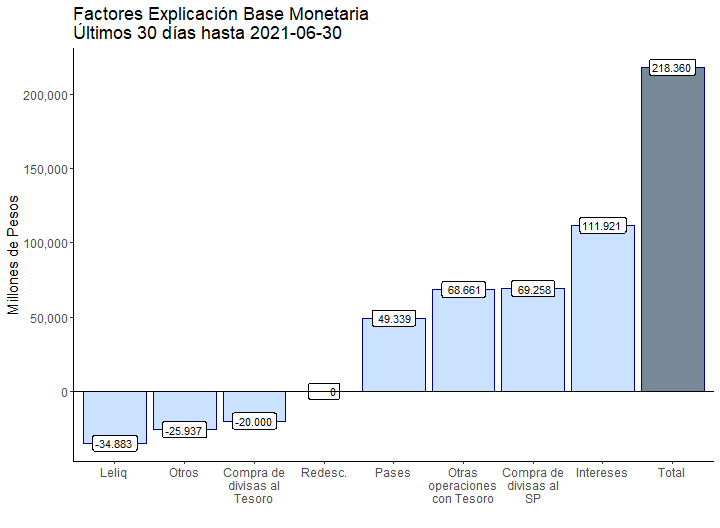 Factores Explicación Base Monetaria
Últimos 30 días hasta 2021-06-30
Millones de Pesos
200,000
150,000
100,000
50,000
0
-34.883
-25.937
-20.000
0
49.339
68.661
69.258
111.921
218.360
Leliq
Otros
Compra de
divisas al
Tesoro
Redesc.
Pases
Otras
operaciones
con Tesoro
Compra de
divisas al
SP
Intereses
Total